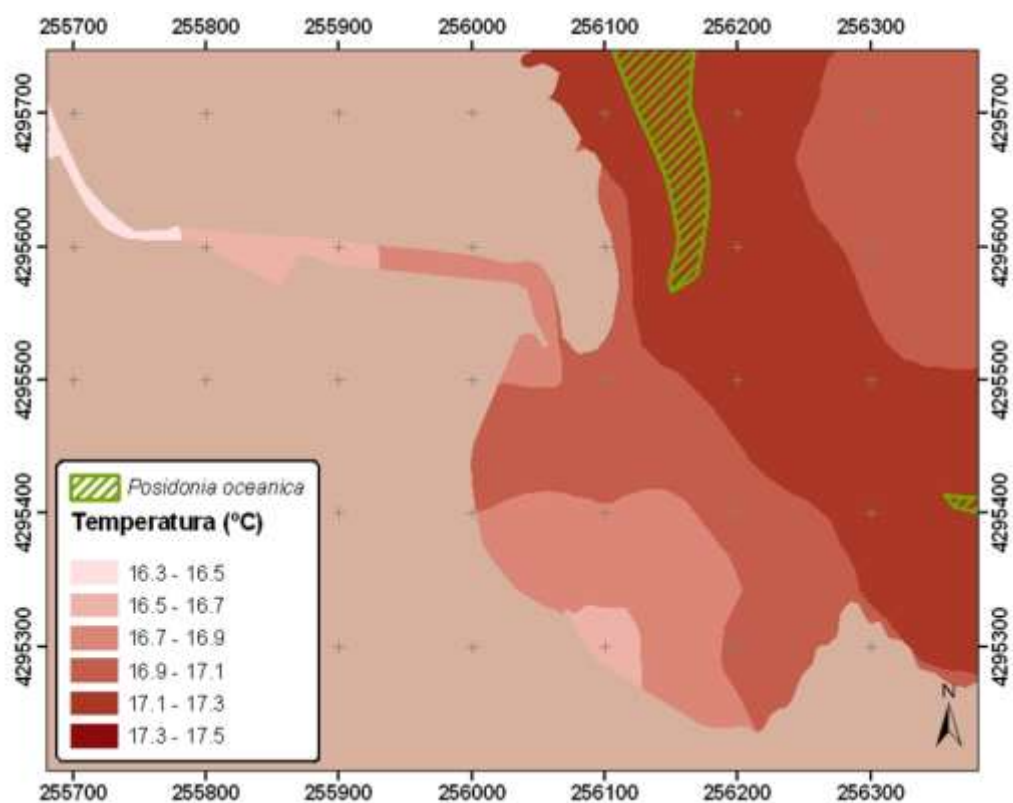 255700 255800 255900 256000 256100 256200 256300
4295700 4295700
4295600 4295600
4295500 4295500
4295400 4295400
4295300 4295300
Posidonia oceanica
Temperatura (ºC)
16.3 - 16.5
16.5 - 16.7
16.7 - 16.9
16.9 - 17.1
17.1 - 17.3
17.3 - 17.5
N
255700 255800 255900 256000 256100 256200 256300